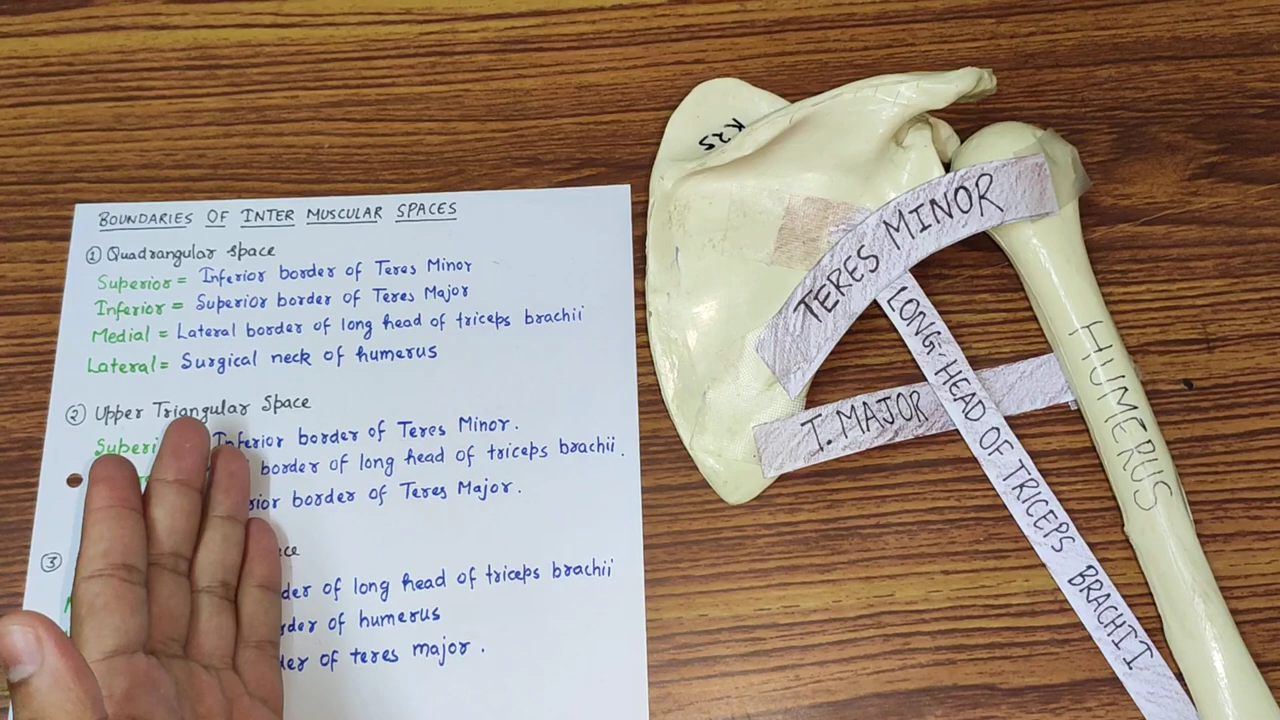 BOUNDARIES OF INTER MUSCULAR SPACES
① Quadrangular space
Superior = Inferior border of Teres Minor
Inferior = Superior border of Teres Major
Medial = Lateral border of long head of triceps brachii
Lateral = Surgical neck of humerus
② Upper Triangular Space
Inferior border of Teres Minor.
border of long head of triceps brachii.
border of Teres Major.
③
of long head of triceps brachii
of humerus
of teres major.
K25
TERES MINOR
T. MAJOR
LONG-HEAD OF TRICEPS BRACHII
HUMERUS